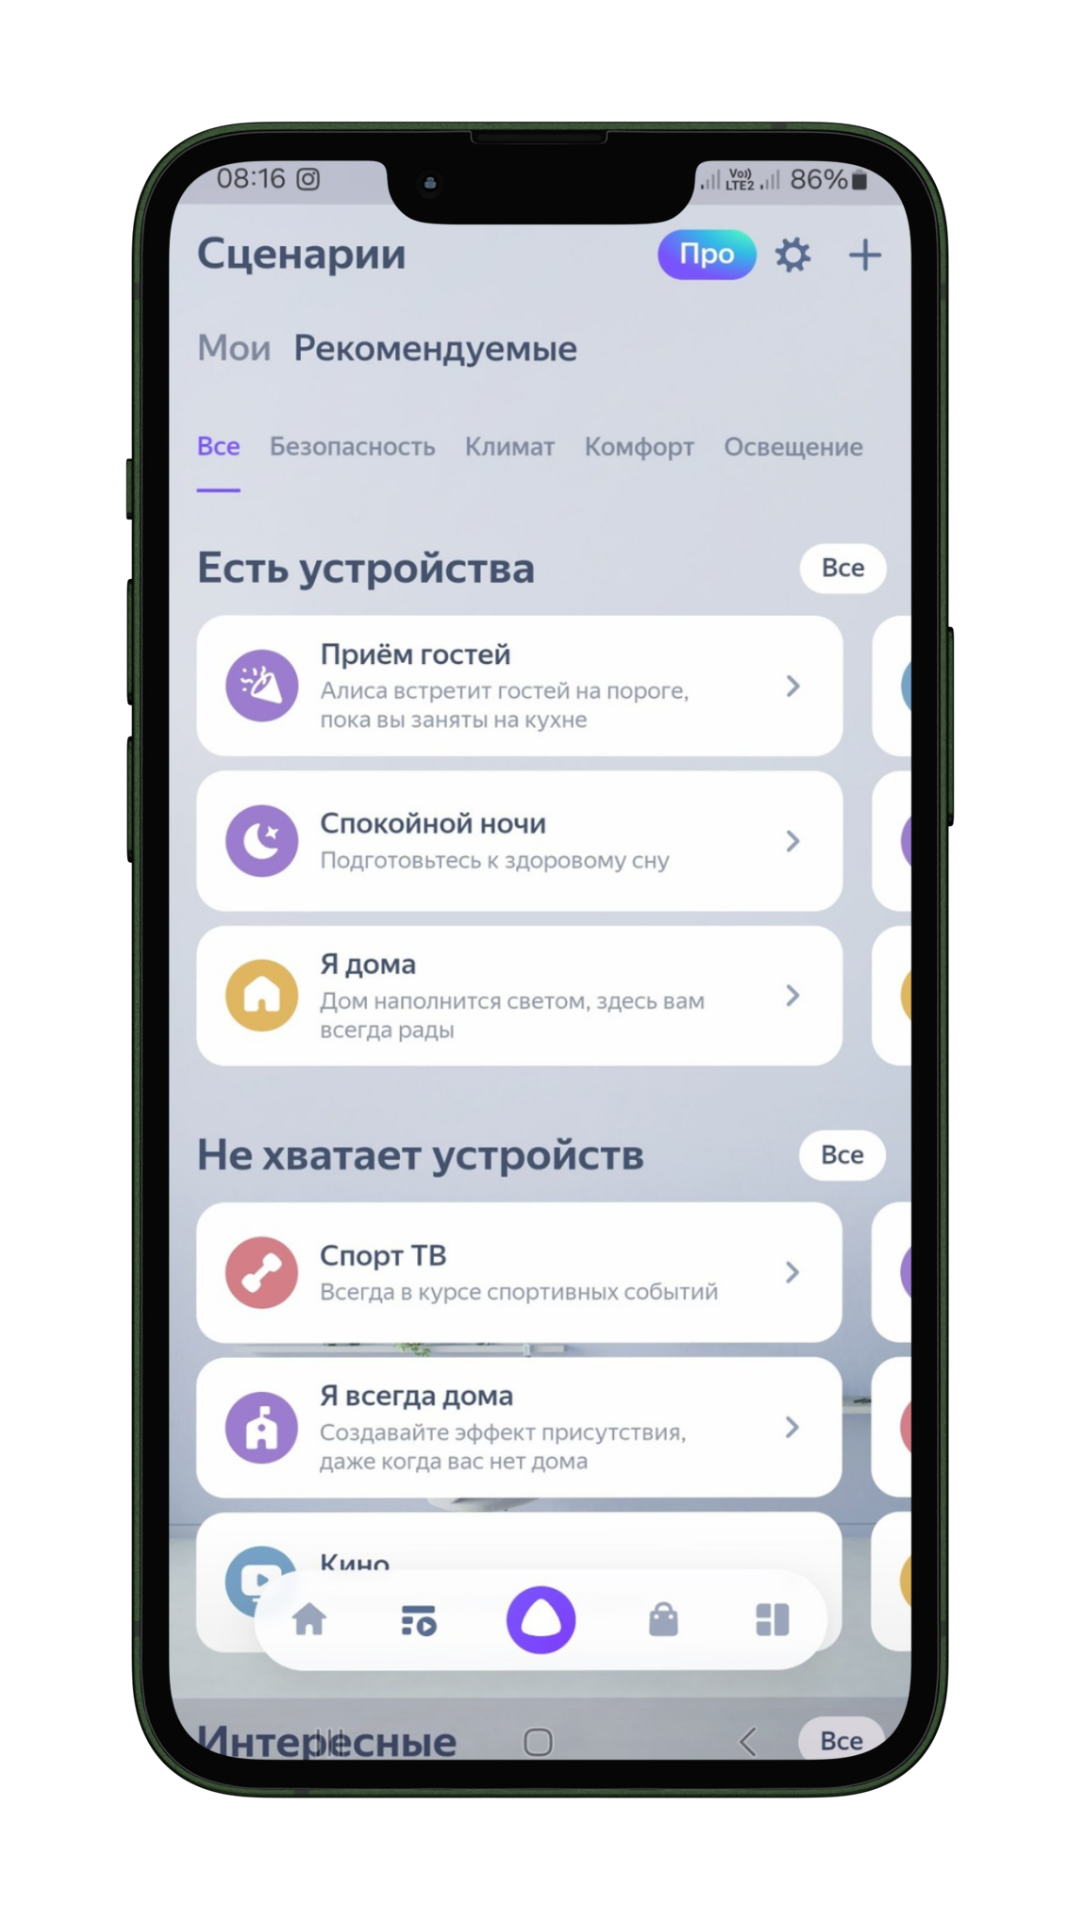 08:16
Vo)) LTE2 86%
Сценарии
Про
Мои Рекомендуемые
Все Безопасность Климат Комфорт Освещение
Есть устройства
Все
Приём гостей
Алиса встретит гостей на пороге,
пока вы заняты на кухне
Спокойной ночи
Подготовьтесь к здоровому сну
Я дома
Дом наполнится светом, здесь вам
всегда рады
Не хватает устройств
Все
Спорт ТВ
Всегда в курсе спортивных событий
Я всегда дома
Создавайте эффект присутствия,
даже когда вас нет дома
Кино
Интересные
Все